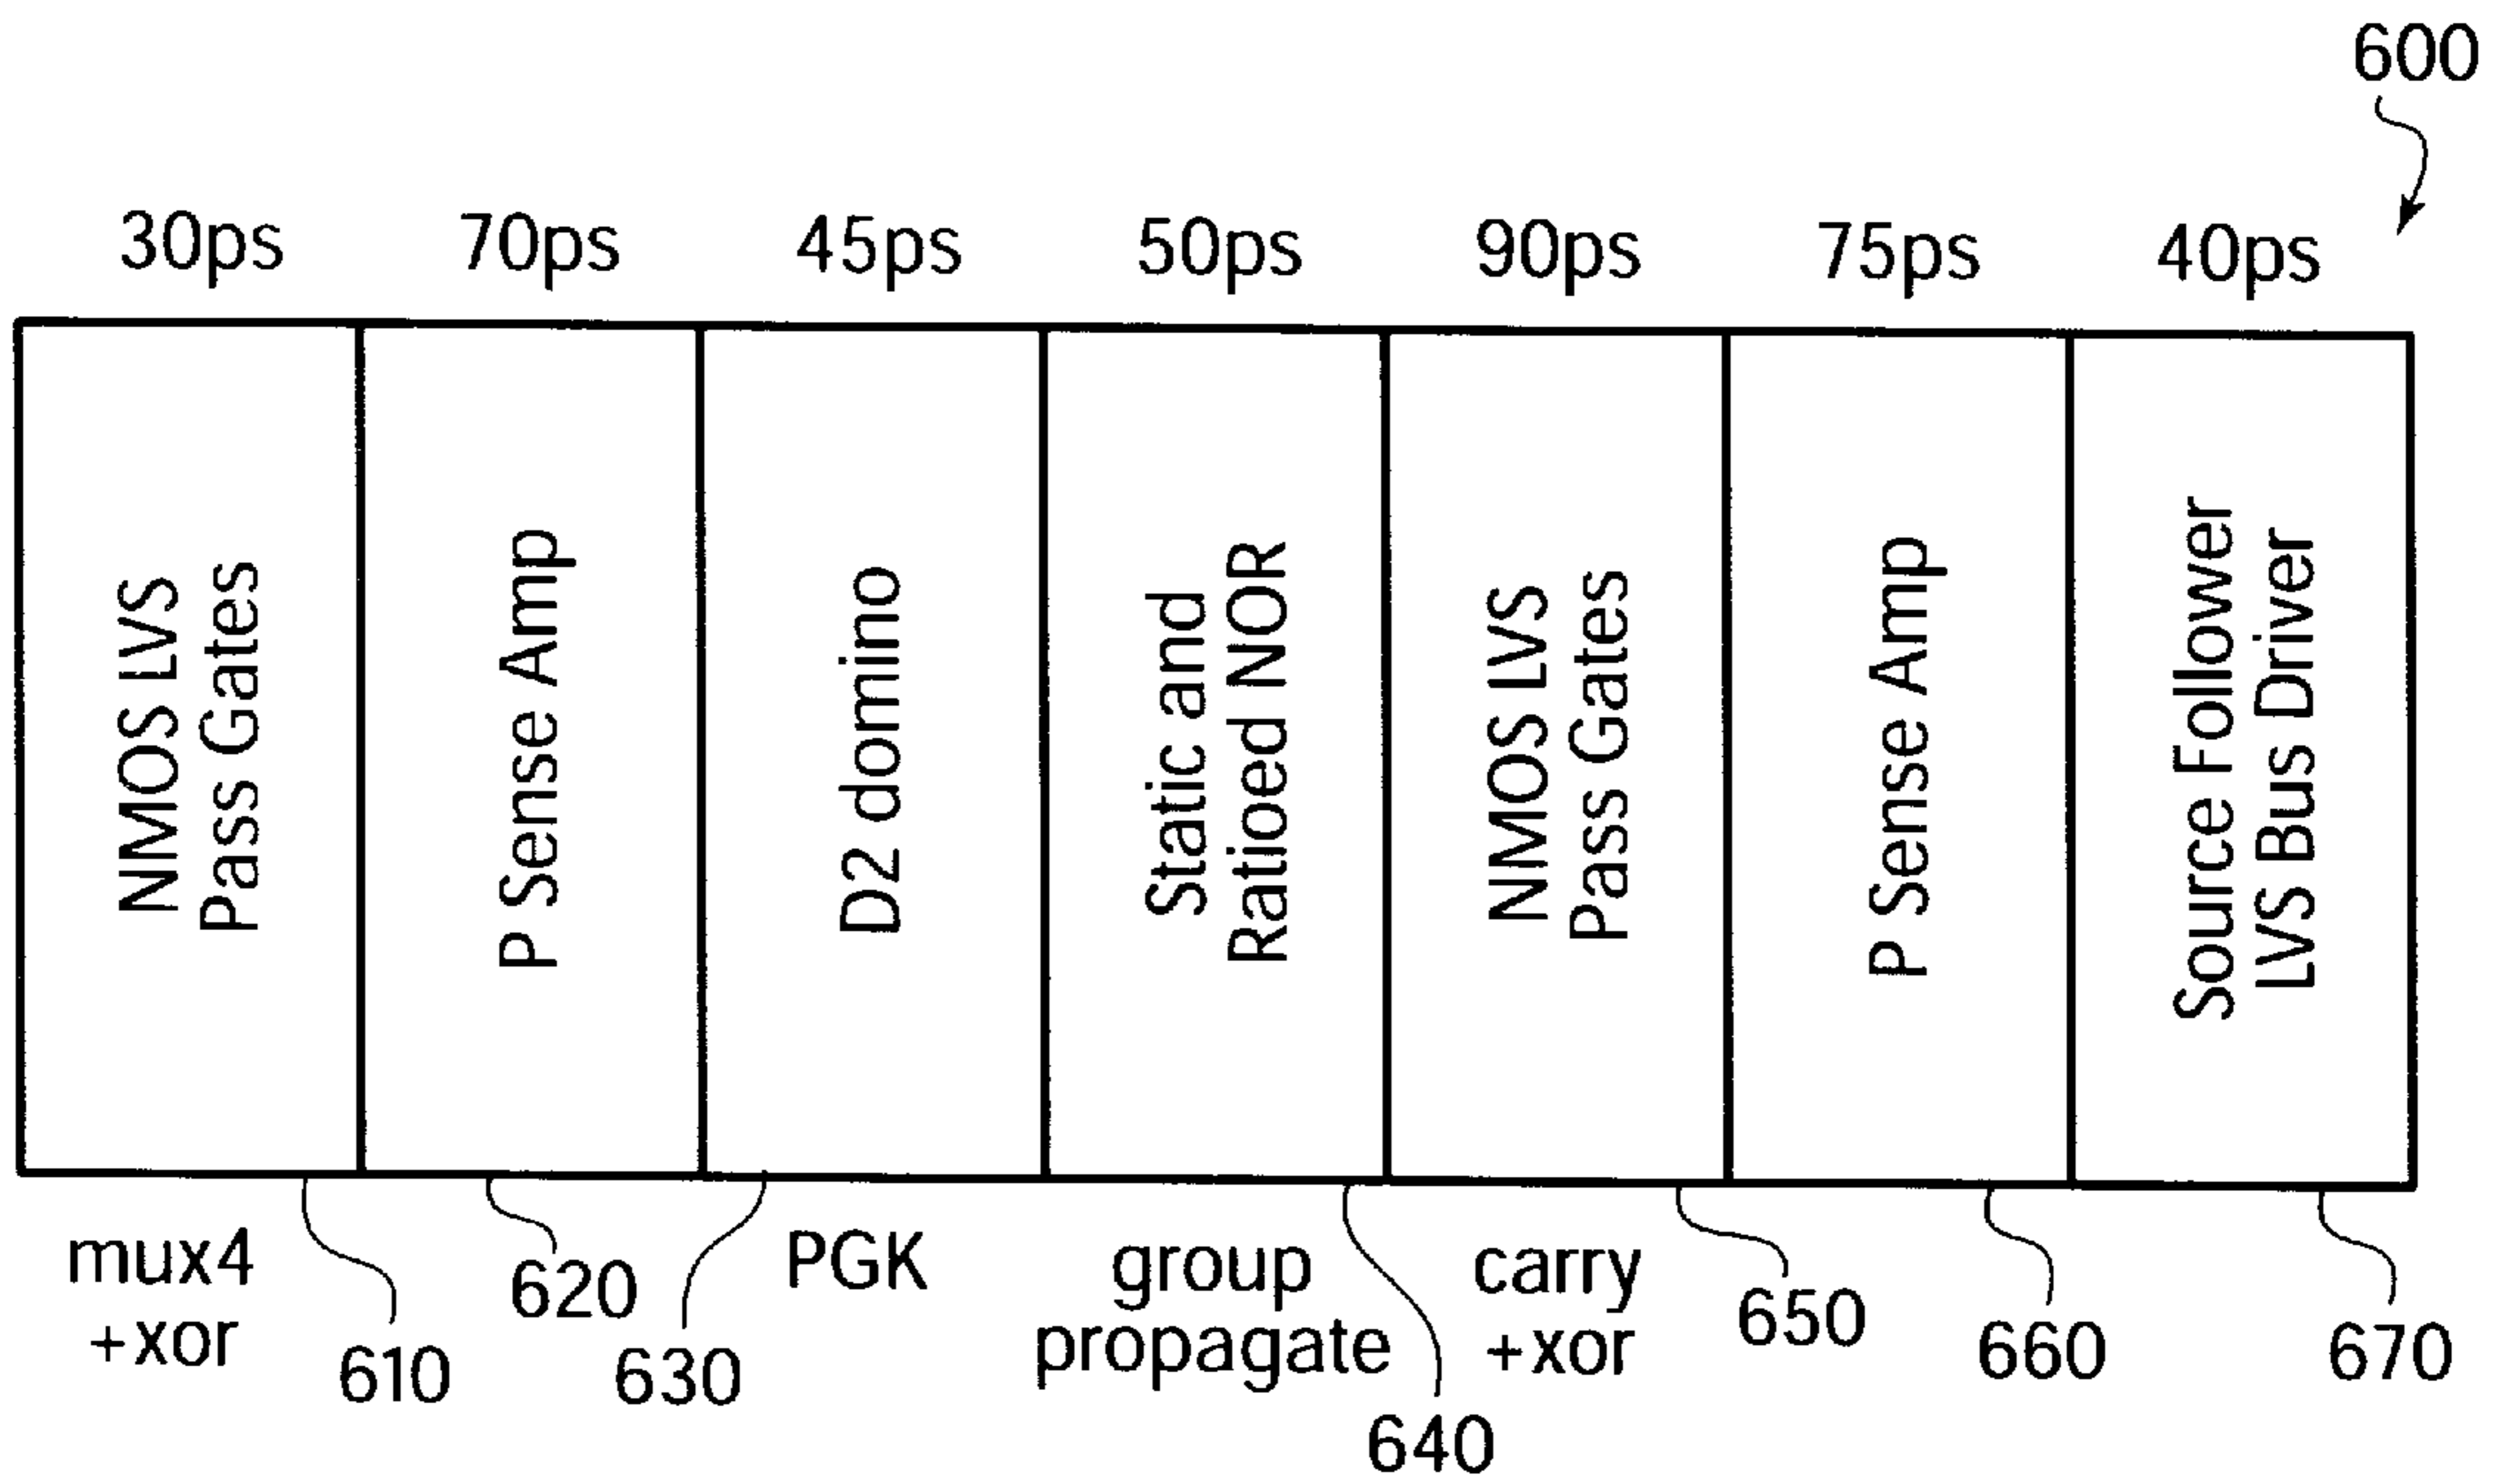 600
30ps 70ps 45ps 50ps 90ps 75ps 40ps
NMOS LVS
Pass Gates
P Sense Amp
D2 domino
Static and
Ratioed NOR
NMOS LVS
Pass Gates
P Sense Amp
Source Follower
LVS Bus Driver
mux4
+xor
610
620
630
PGK
group
propagate
640
carry
+xor
650
660
670